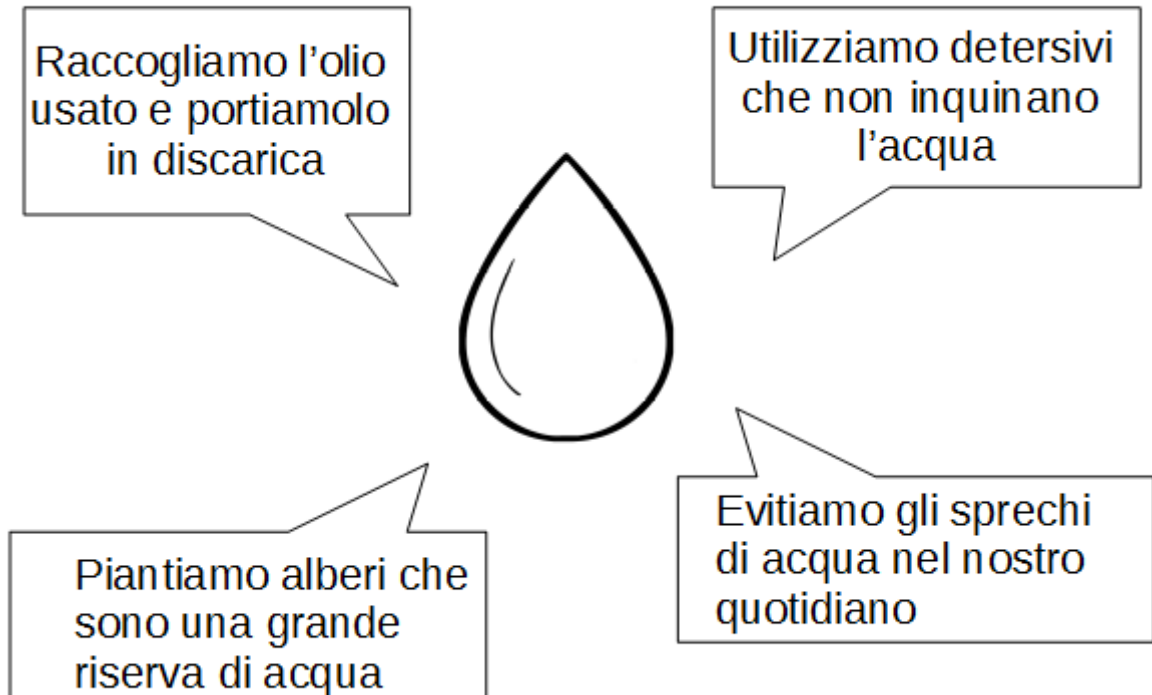 Raccogliamo l’olio
usato e portiamolo
in discarica
Utilizziamo detersivi
che non inquinano
l’acqua
Piantiamo alberi che
sono una grande
riserva di acqua
Evitiamo gli sprechi
di acqua nel nostro
quotidiano